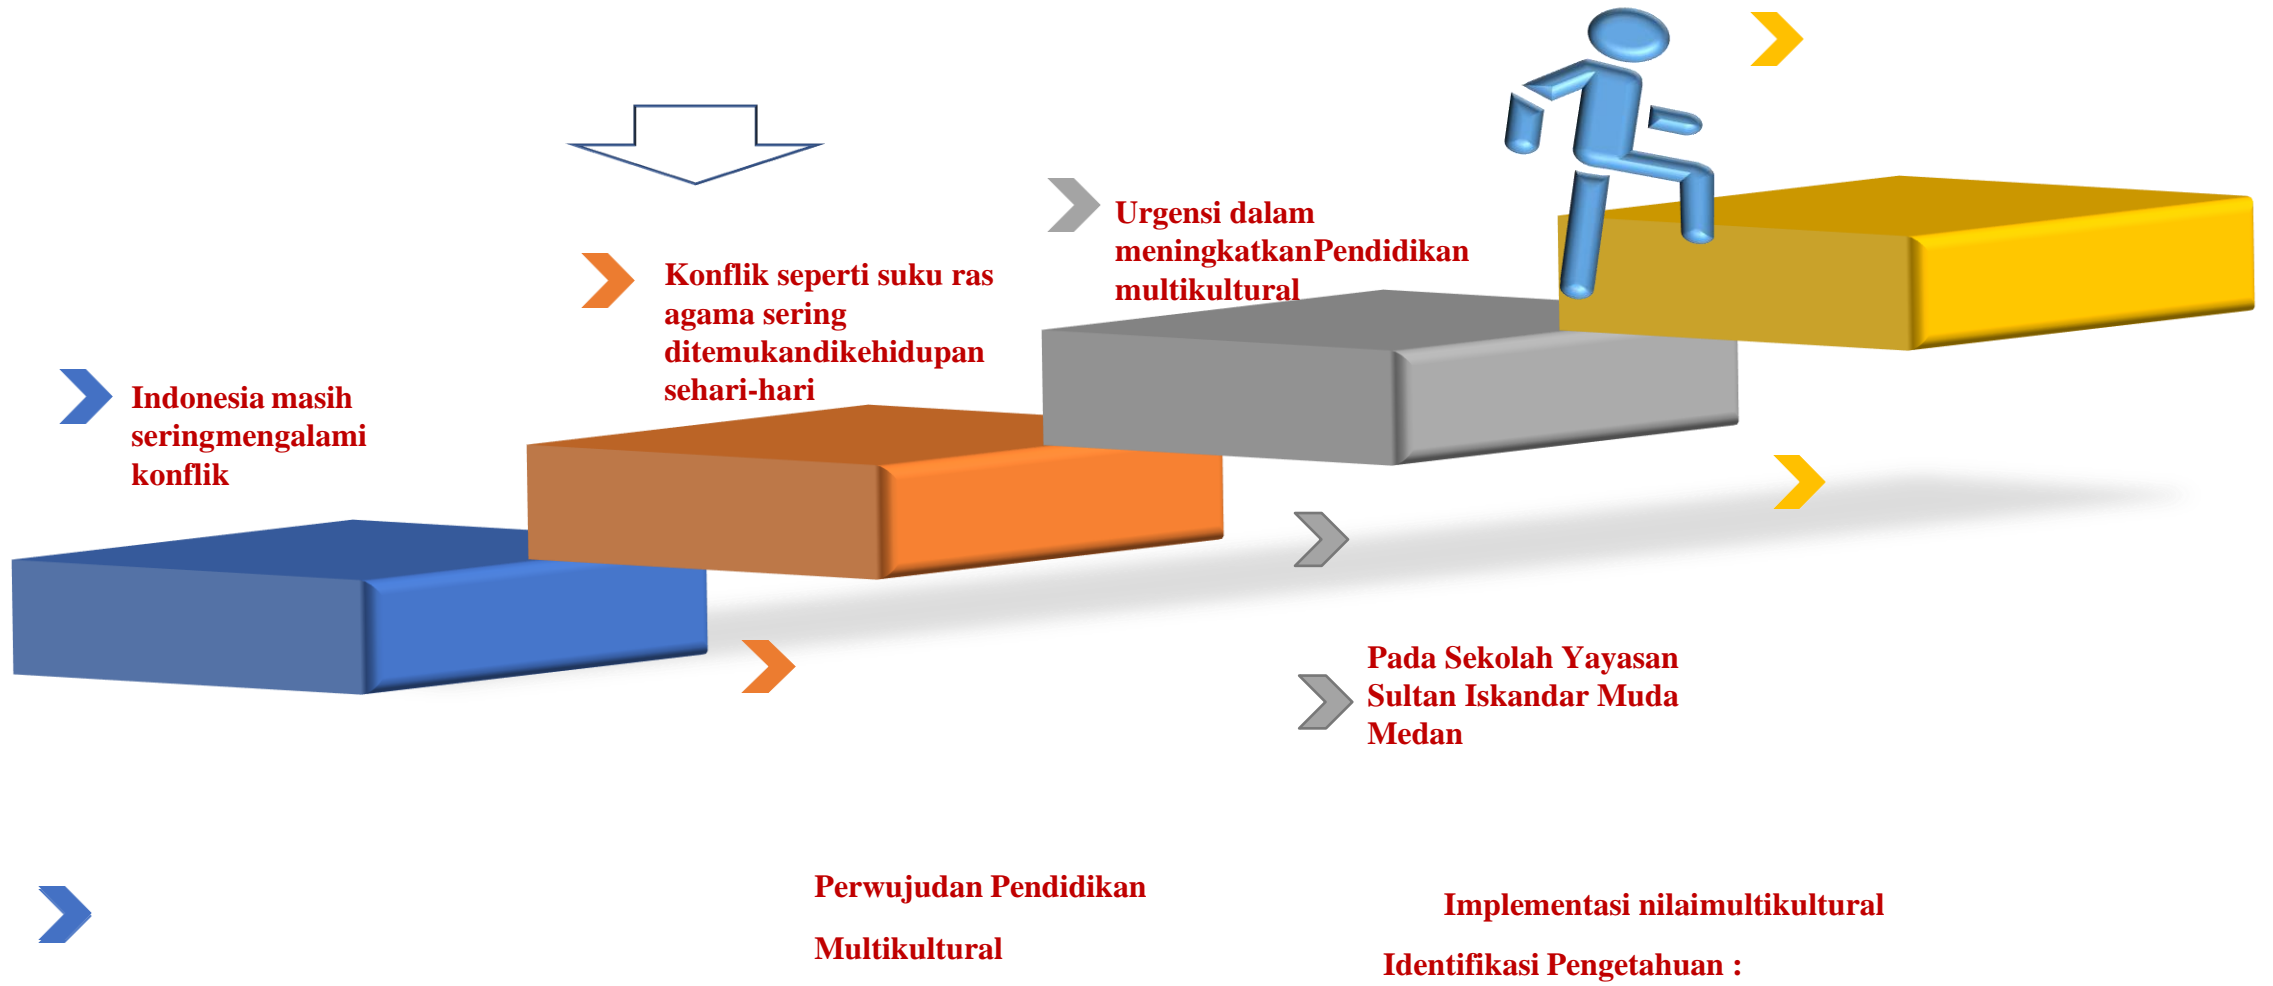 Indonesia masih
seringmengalami
konflik
Konflik seperti suku ras
agama sering
ditemukandikehidupan
sehari-hari
Urgensi dalam
meningkatkanPendidikan
multikultural
Pada Sekolah Yayasan
Sultan Iskandar Muda
Medan
Perwujudan Pendidikan
Multikultural
Implementasi nilaimultikultural
Identifikasi Pengetahuan :